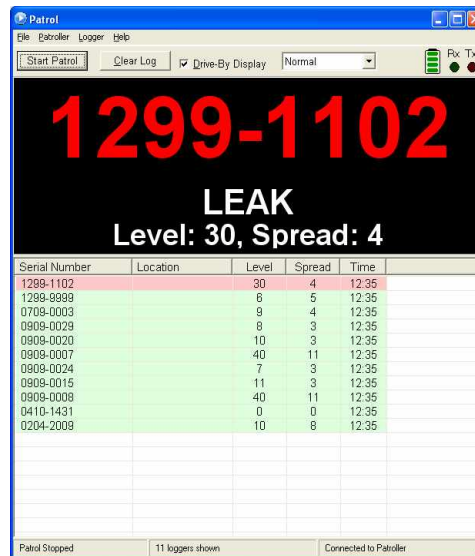 Patrol
File Patroller Logger Help
Start Patrol Clear Log Drive-By Display Normal Rx Tx
1299-1102
LEAK
Level: 30, Spread: 4
Serial Number Location Level Spread Time
1299-1102 30 4 12:35
1299-9999 6 5 12:35
0709-0003 9 4 12:35
0909-0029 8 3 12:35
0909-0020 10 3 12:35
0909-0007 40 11 12:35
0909-0024 7 3 12:35
0909-0015 11 3 12:35
0909-0008 40 11 12:35
0410-1431 0 0 12:35
0204-2009 10 8 12:35
Patrol Stopped 11 loggers shown Connected to Patroller